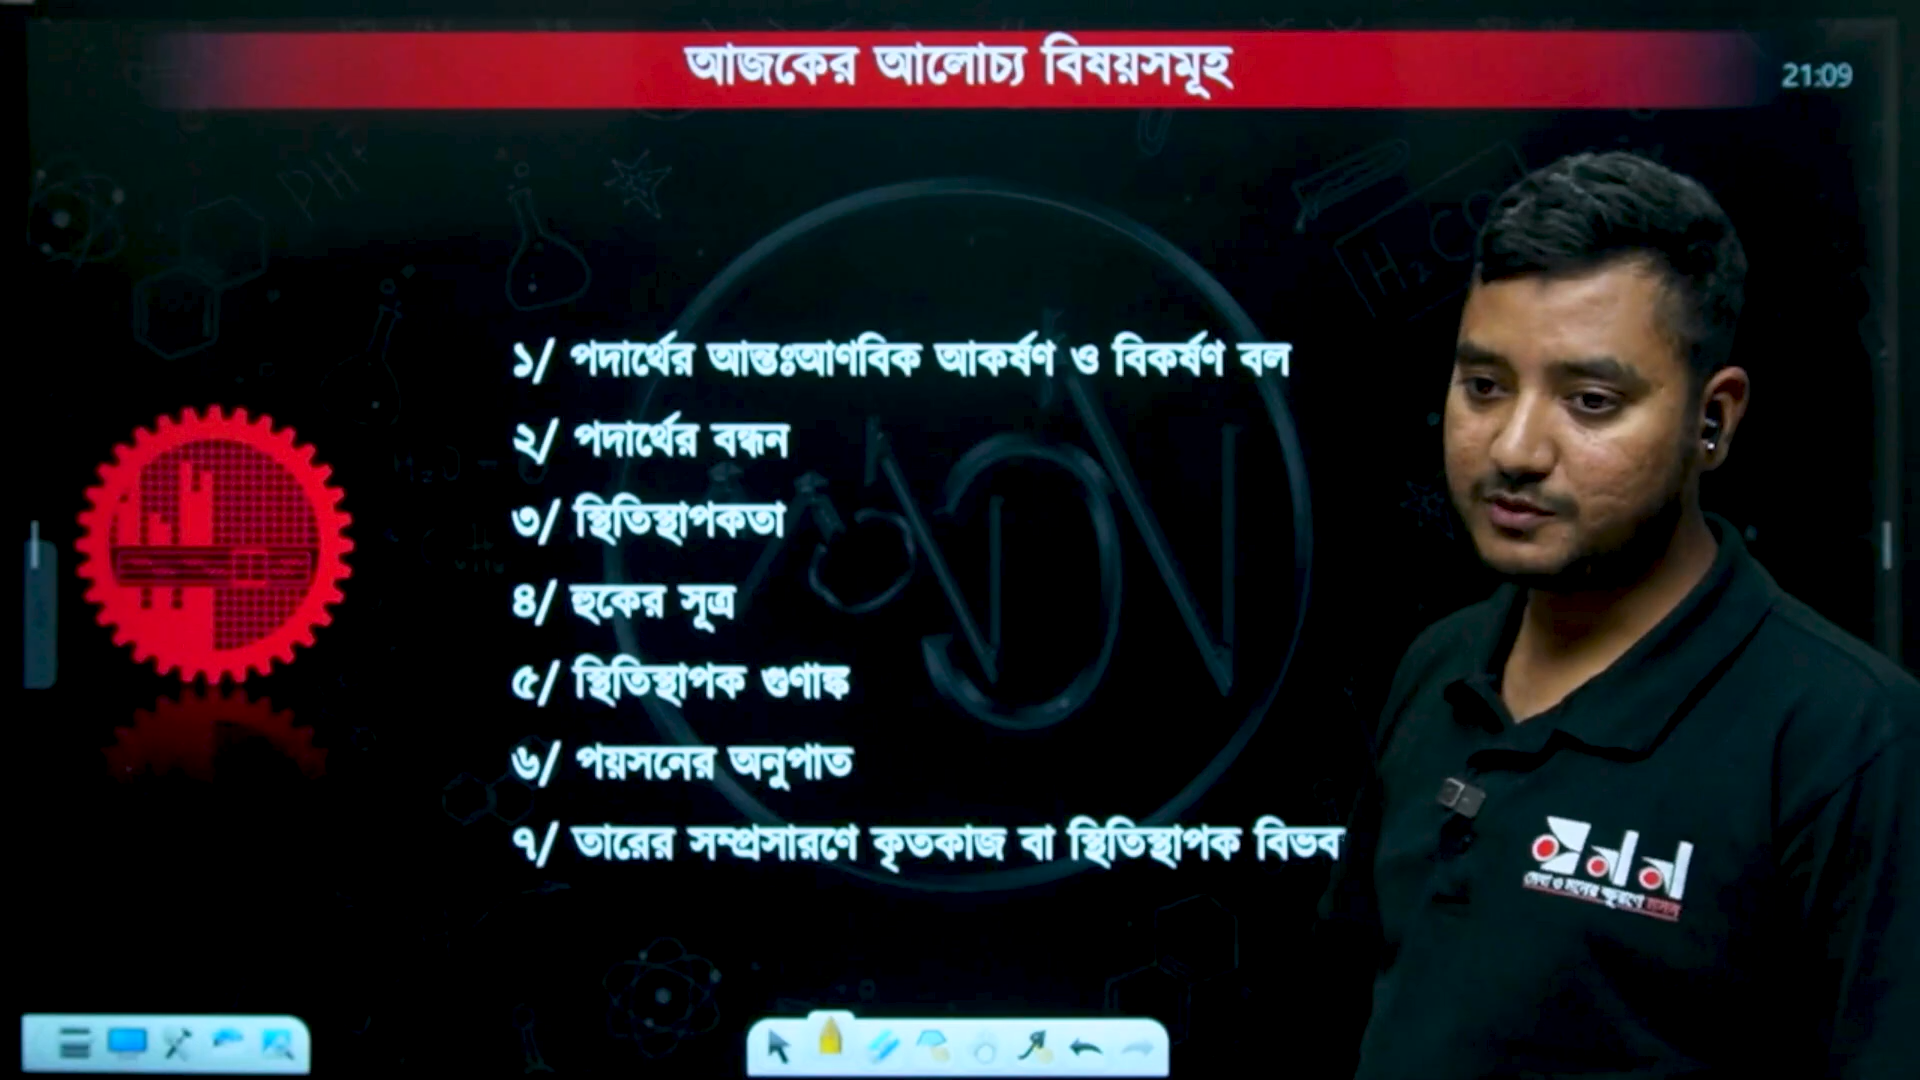 আজকের আলোচ্য বিষয়সমূহ
21:09
১/ পদার্থের আন্তঃআণবিক আকর্ষণ ও বিকর্ষণ বল
২/ পদার্থের বন্ধন
৩/ স্থিতিস্থাপকতা
৪/ হুকের সূত্র
৫/ স্থিতিস্থাপক গুণাঙ্ক
৬/ পয়সনের অনুপাত
৭/ তারের সম্প্রসারণে কৃতকাজ বা স্থিতিস্থাপক বিভব
PH